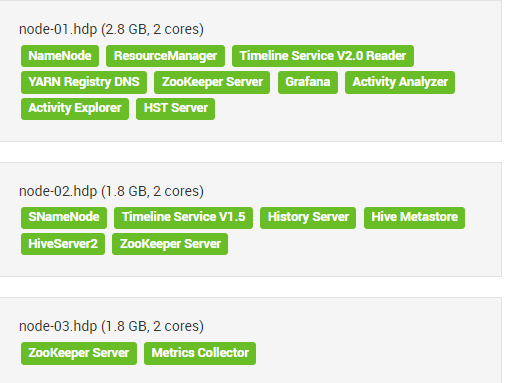 node-01.hdp (2.8 GB, 2 cores)
NameNode ResourceManager Timeline Service V2.0 Reader
YARN Registry DNS ZooKeeper Server Grafana Activity Analyzer
Activity Explorer HST Server
node-02.hdp (1.8 GB, 2 cores)
SNameNode Timeline Service V1.5 History Server Hive Metastore
HiveServer2 ZooKeeper Server
node-03.hdp (1.8 GB, 2 cores)
ZooKeeper Server Metrics Collector